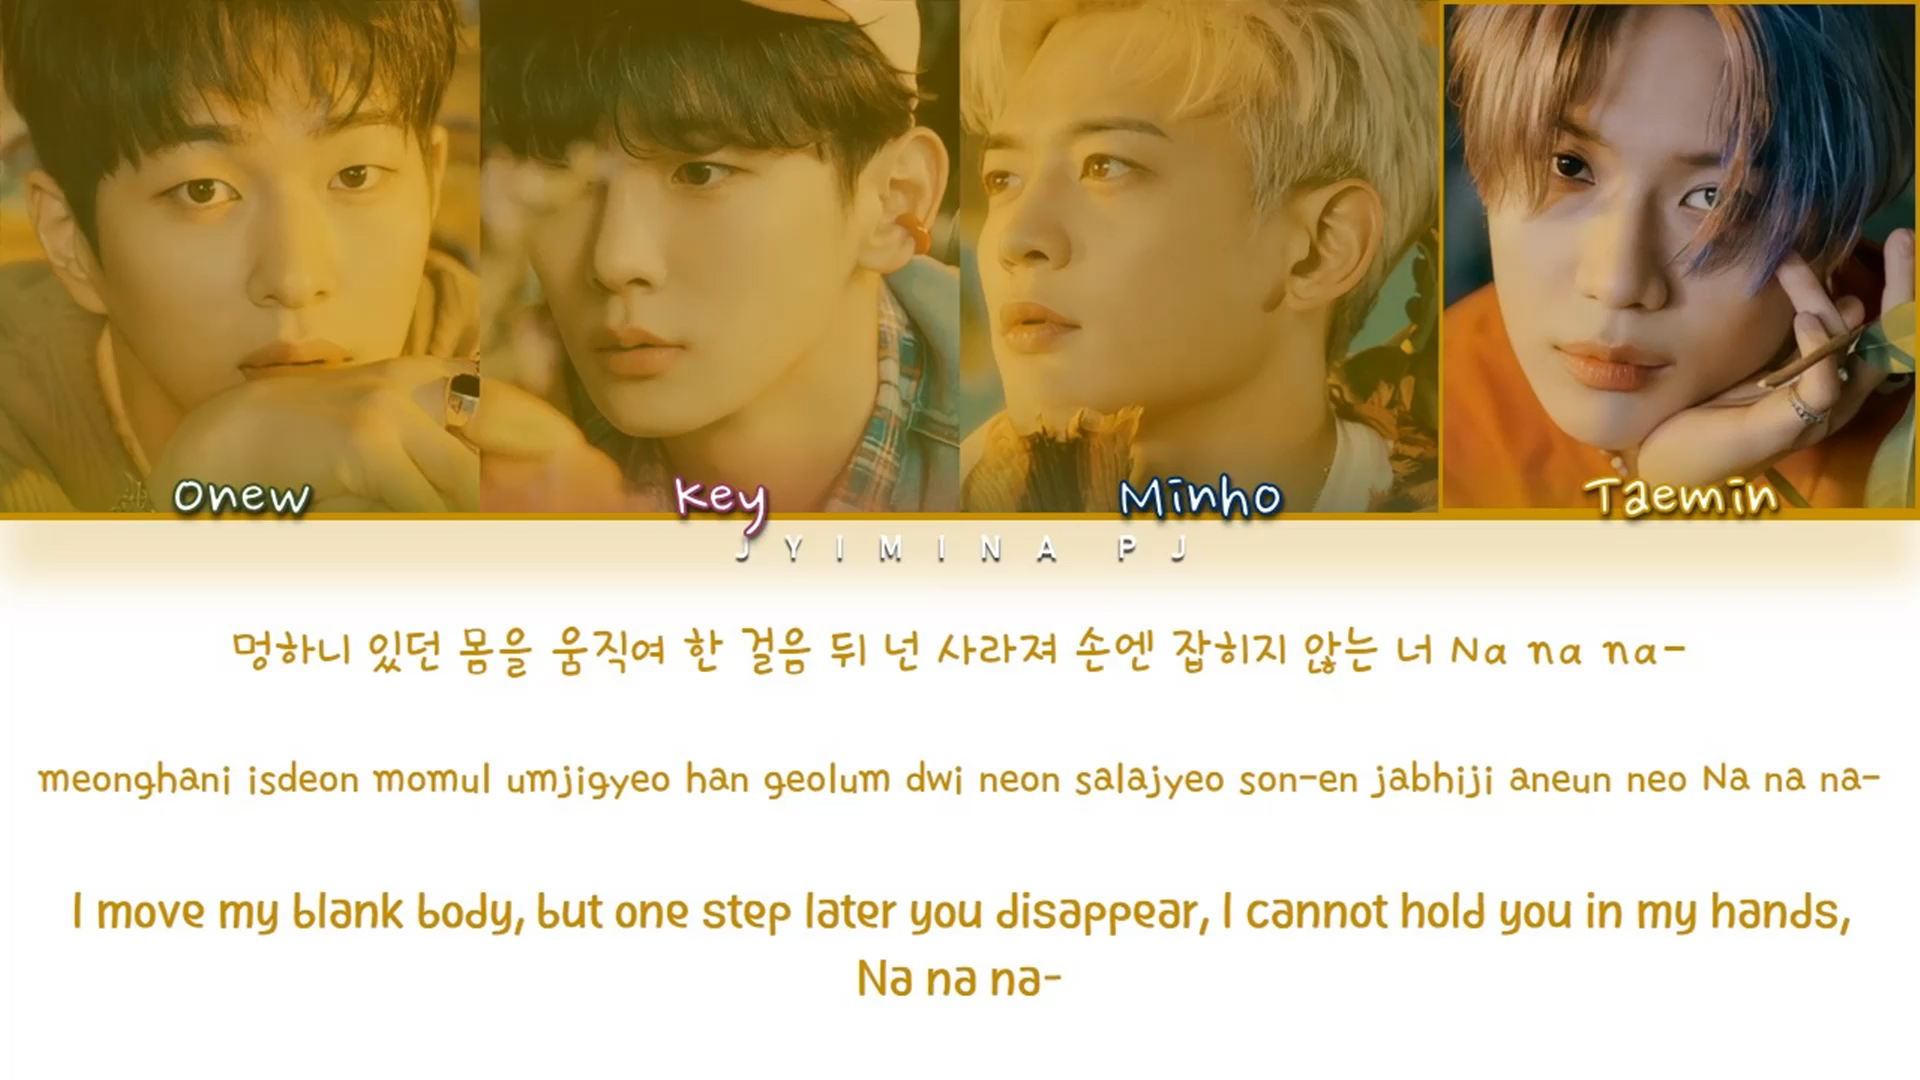 Onew
Key
Minho
Taemin
JYIMINA PJ
멍하니 있던 몸을 움직여 한 걸음 뒤 넌 사라져 손엔 잡히지 않는 너 Na na na-
meonghani isdeon momul umjigyeo han geolum dwi neon salajyeo son-en jabhiji aneun neo Na na na-
I move my blank body, but one step later you disappear, I cannot hold you in my hands,
Na na na-